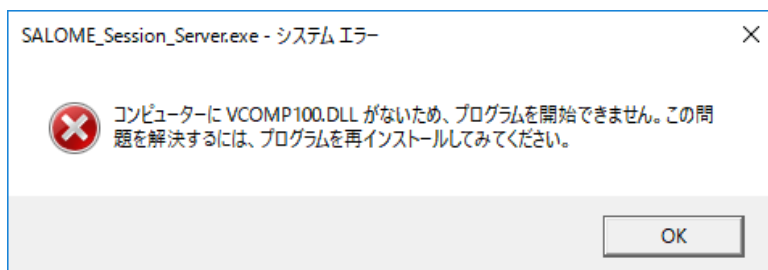 SALOME_Session_Server.exe - システム エラー
コンピューターに VCOMP100.DLL がないため、プログラムを開始できません。この問
題を解決するには、プログラムを再インストールしてみてください。
OK